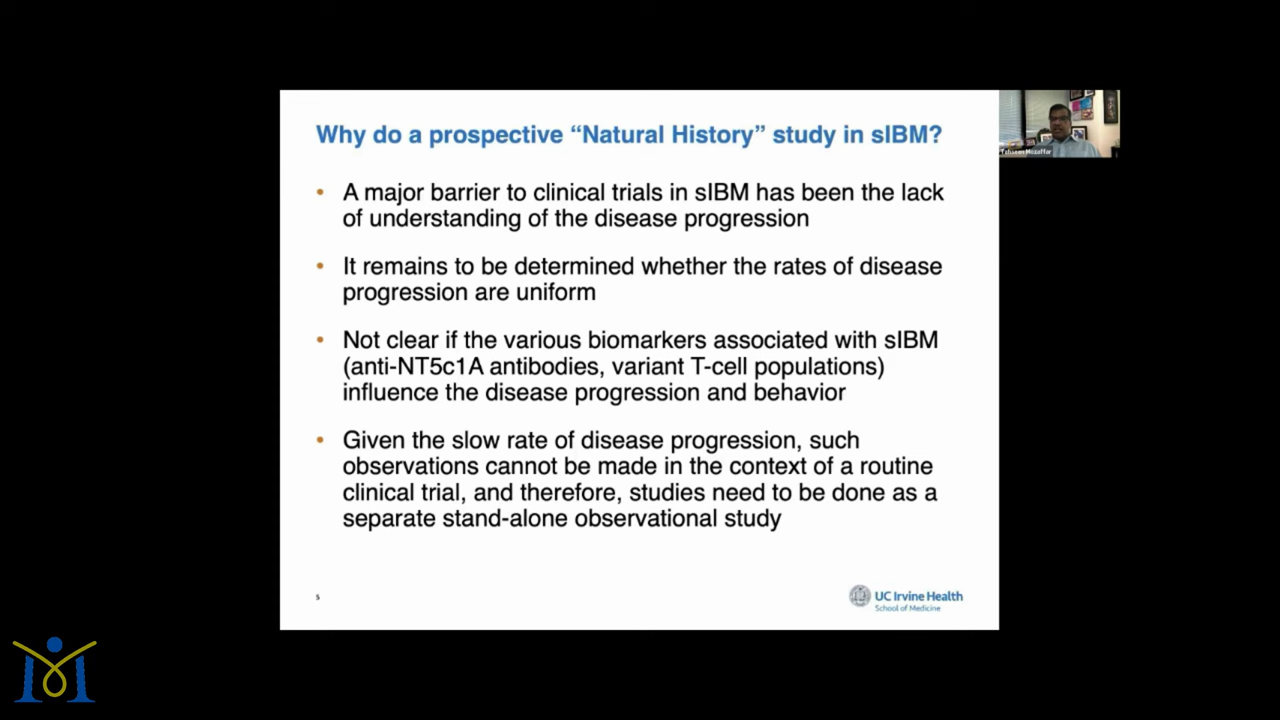 Why do a prospective “Natural History” study in sIBM?
• A major barrier to clinical trials in sIBM has been the lack
of understanding of the disease progression
• It remains to be determined whether the rates of disease
progression are uniform
• Not clear if the various biomarkers associated with sIBM
(anti-NT5c1A antibodies, variant T-cell populations)
influence the disease progression and behavior
• Given the slow rate of disease progression, such
observations cannot be made in the context of a routine
clinical trial, and therefore, studies need to be done as a
separate stand-alone observational study
5
UC Irvine Health
School of Medicine
Tahseen Mozaffar